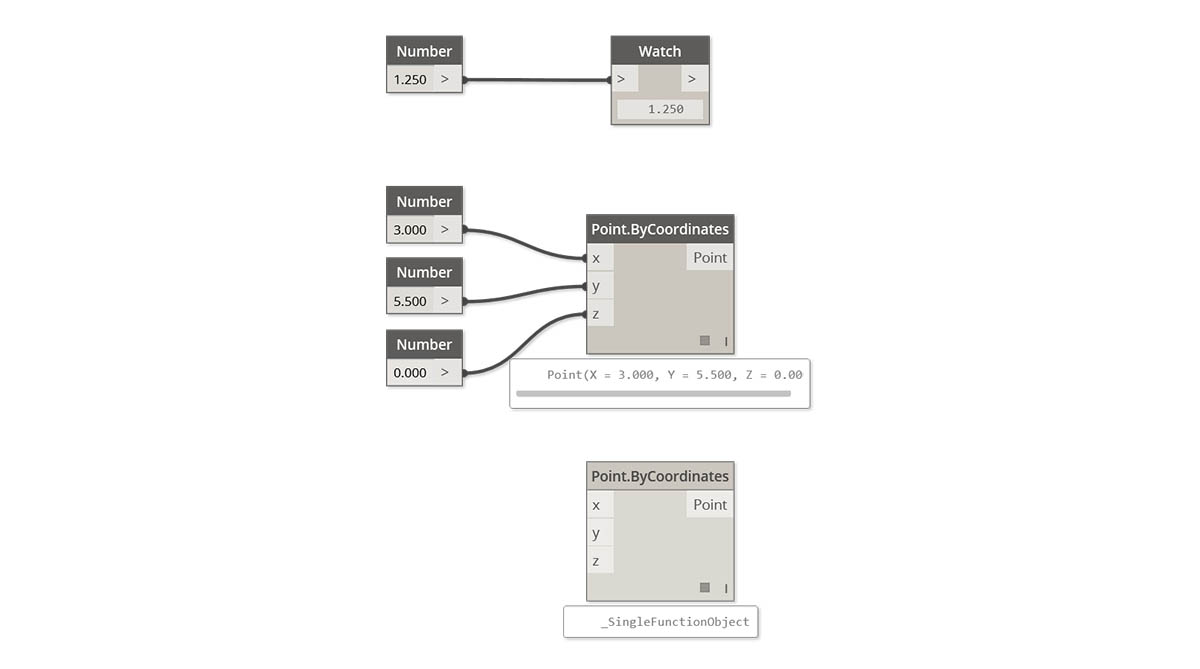 Number
1.250 >
Watch
> >
1.250
Number
3.000 >
Number
5.500 >
Number
0.000 >
Point.ByCoordinates
x Point
y
z
l
Point(X = 3.000, Y = 5.500, Z = 0.00
Point.ByCoordinates
x Point
y
z
l
_SingleFunctionObject